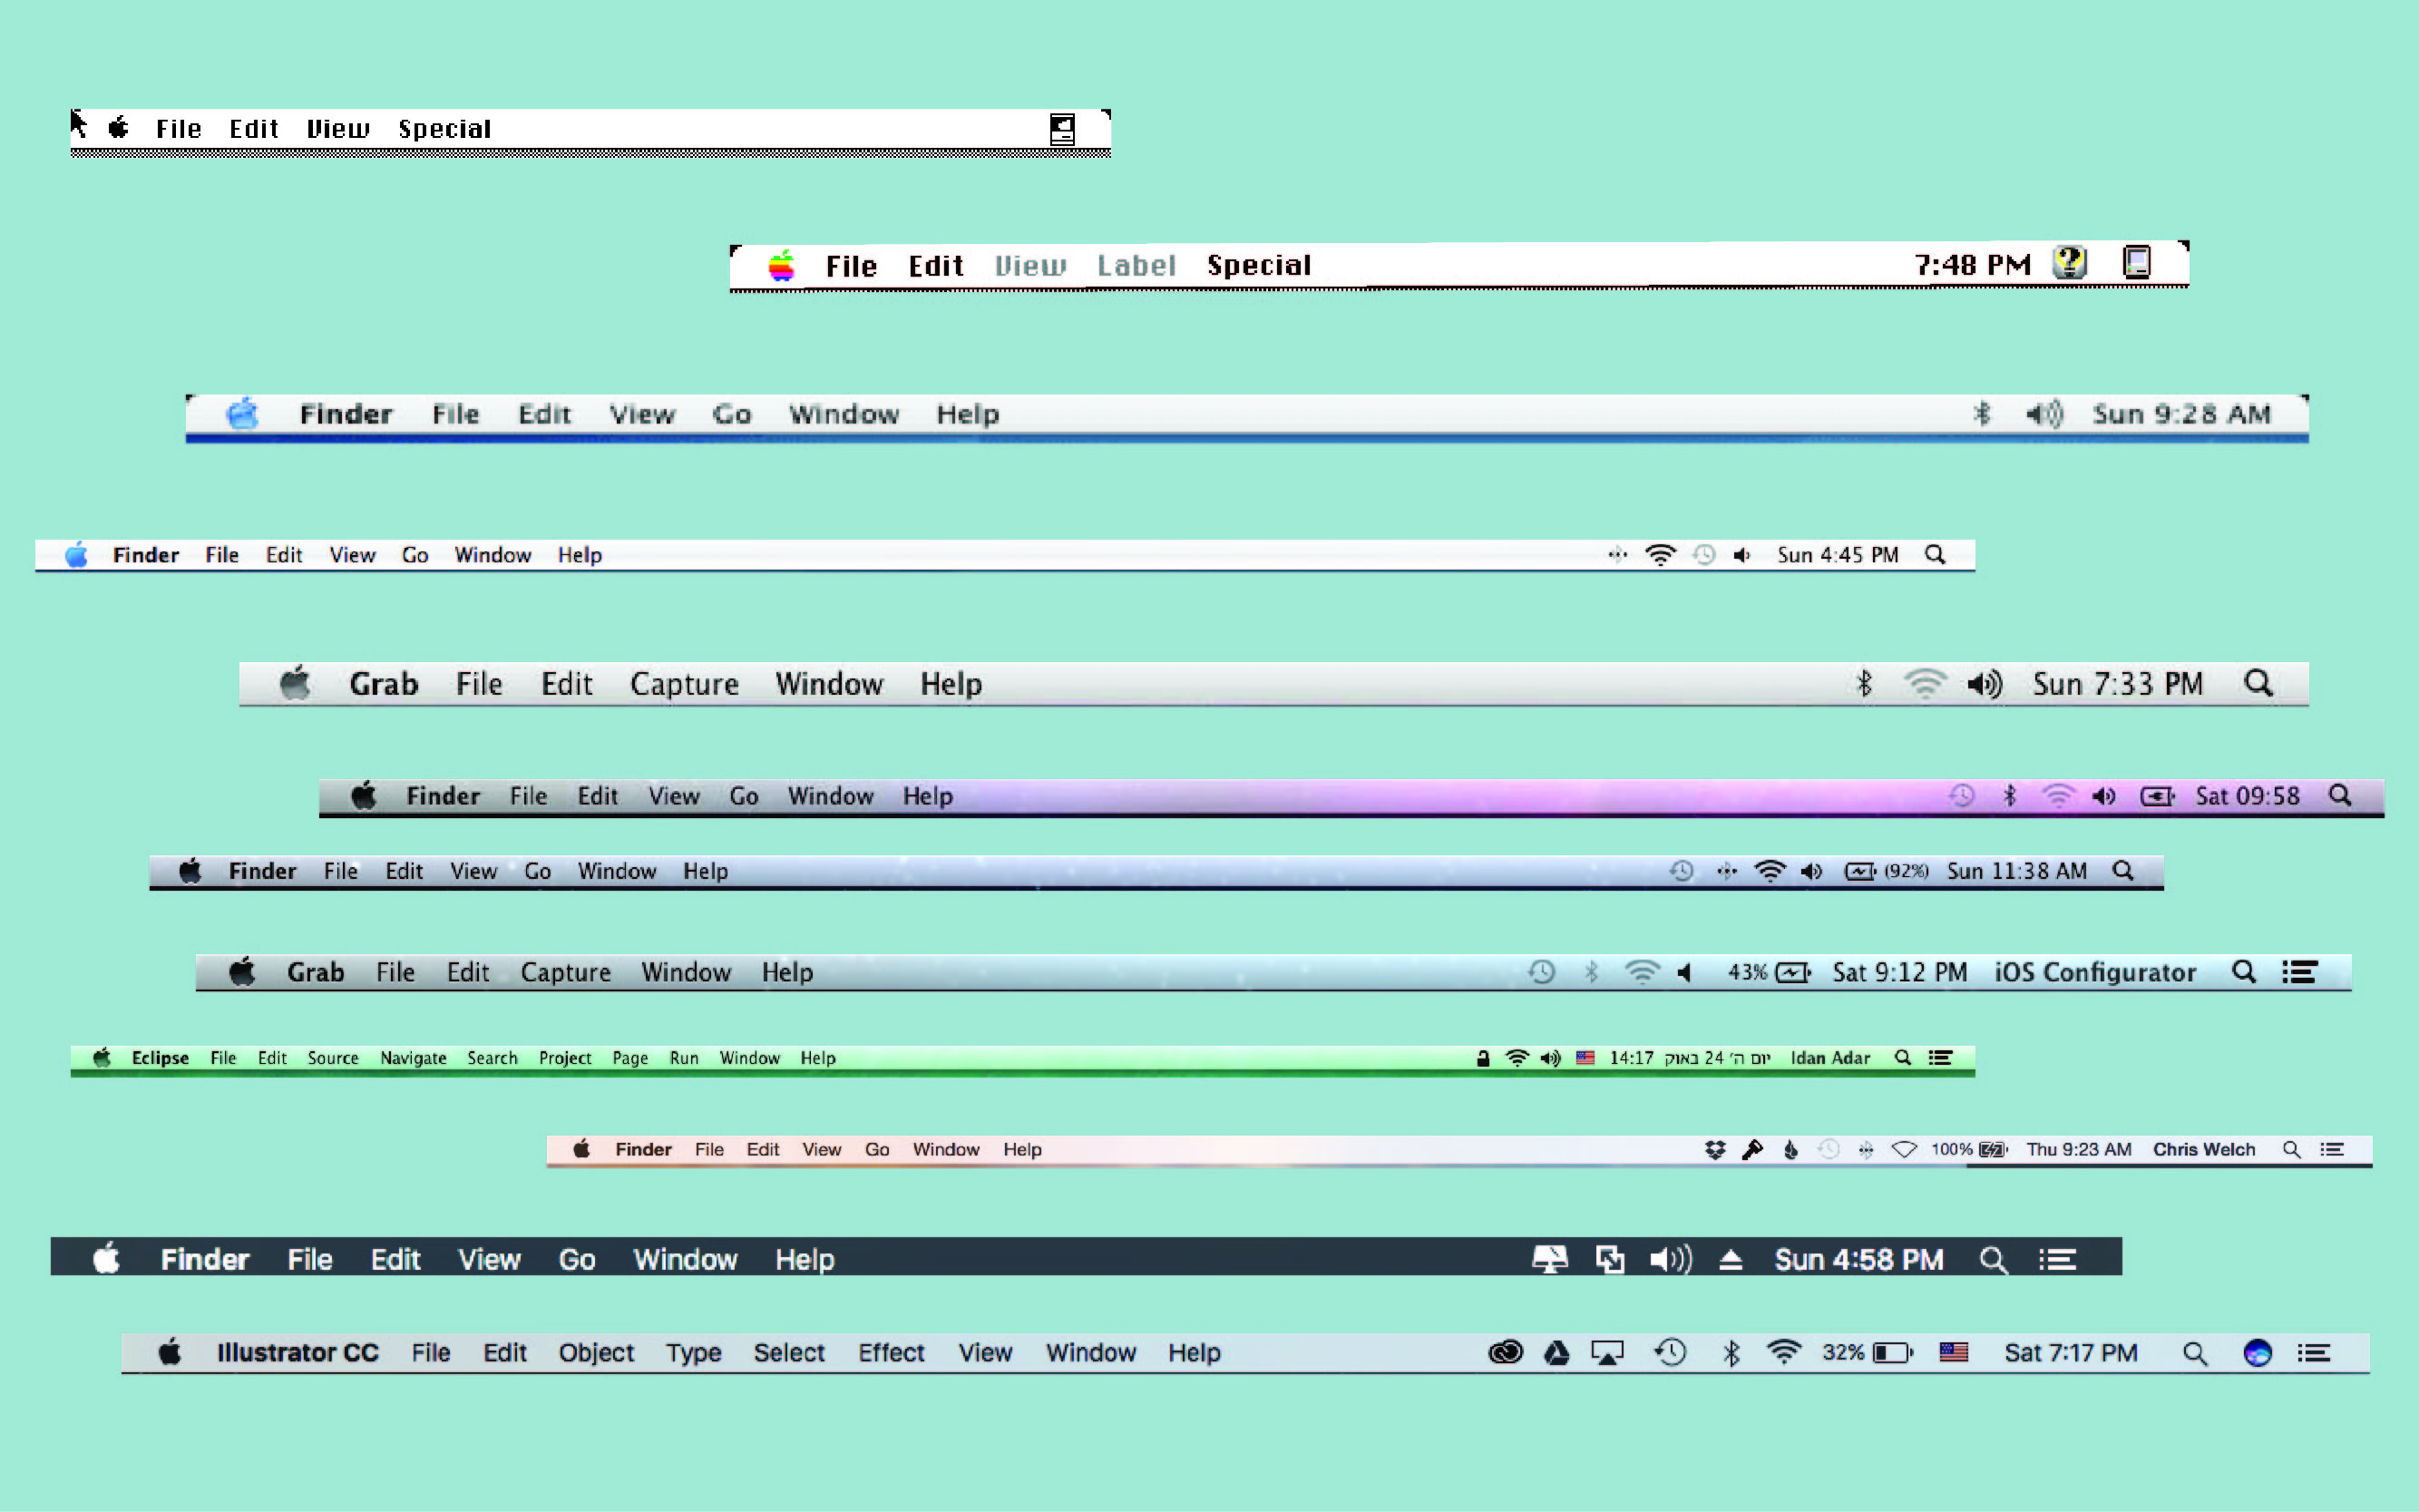 File Edit View Special
File Edit View Label Special 7:48 PM
Finder File Edit View Go Window Help Sun 9:28 AM
Finder File Edit View Go Window Help Sun 4:45 PM
Grab File Edit Capture Window Help Sun 7:33 PM
Finder File Edit View Go Window Help Sat 09:58
Finder File Edit View Go Window Help (92%) Sun 11:38 AM
Grab File Edit Capture Window Help 43% Sat 9:12 PM iOS Configurator
Eclipse File Edit Source Navigate Search Project Page Run Window Help 14:17 יום ה׳ 24 באוק Idan Adar
Finder File Edit View Go Window Help 100% Thu 9:23 AM Chris Welch
Finder File Edit View Go Window Help Sun 4:58 PM
Illustrator CC File Edit Object Type Select Effect View Window Help 32% Sat 7:17 PM